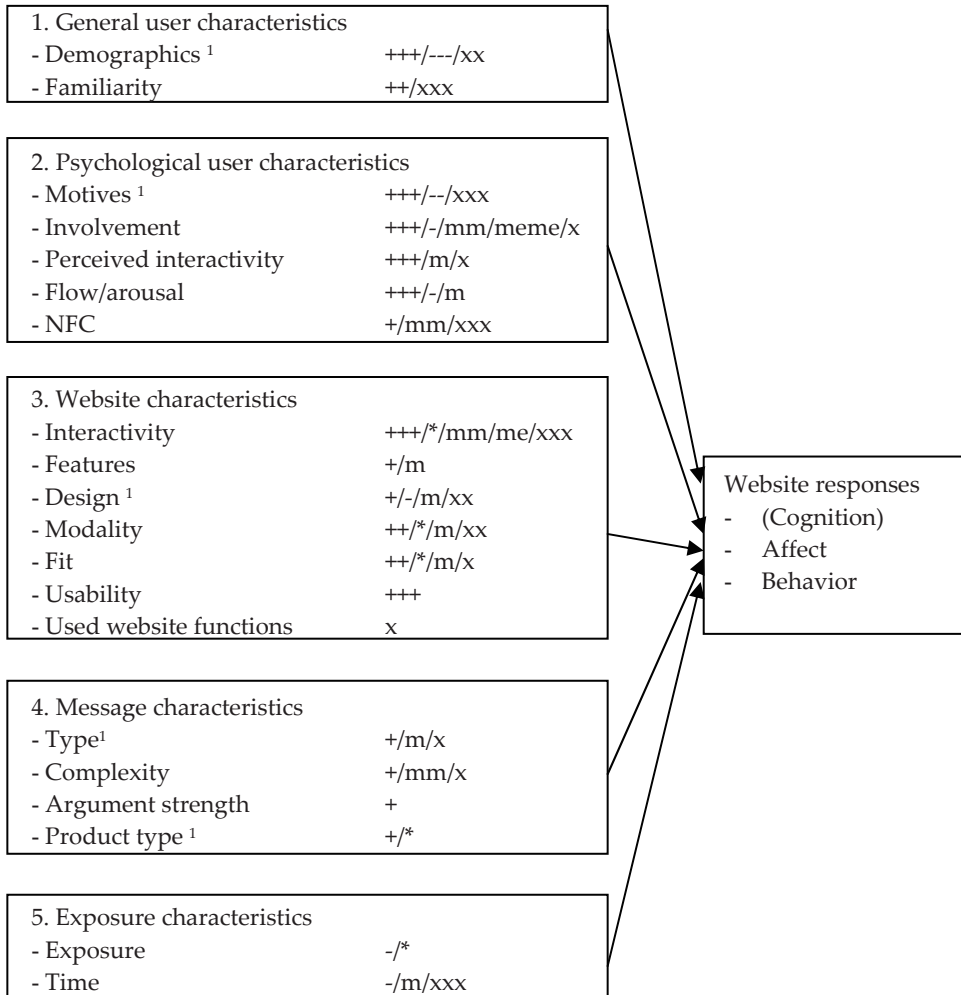 1. General user characteristics
- Demographics ¹ +++/---/xx
- Familiarity ++/xxx
2. Psychological user characteristics
- Motives ¹ +++/--/xxx
- Involvement +++/-/mm/meme/x
- Perceived interactivity +++/m/x
- Flow/arousal +++/-/m
- NFC +/mm/xxx
3. Website characteristics
- Interactivity +++/*/mm/me/xxx
- Features +/m
- Design ¹ +/-/m/xx
- Modality ++/*/m/xx
- Fit ++/*/m/x
- Usability +++
- Used website functions x
4. Message characteristics
- Type¹ +/m/x
- Complexity +/mm/x
- Argument strength +
- Product type ¹ +/*
5. Exposure characteristics
- Exposure -/*
- Time -/m/xxx
Website responses
- (Cognition)
- Affect
- Behavior